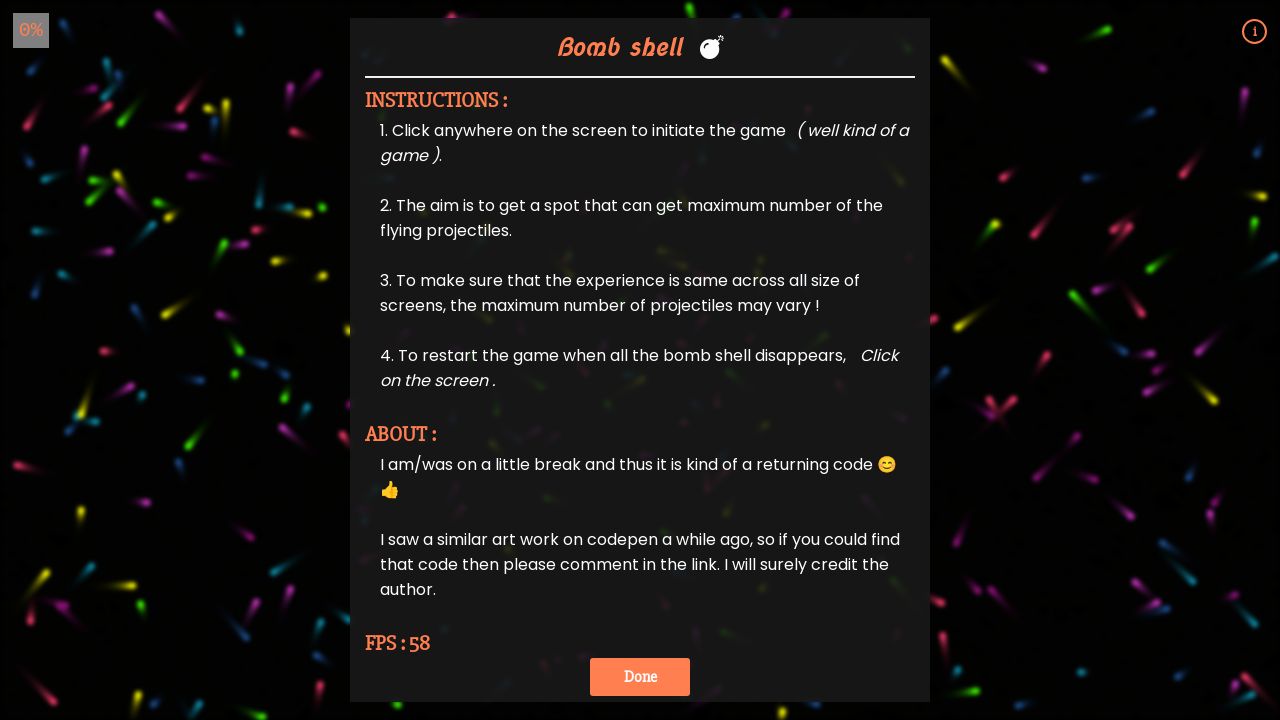 0%
i
Bomb shell 💣
INSTRUCTIONS :
1. Click anywhere on the screen to initiate the game ( well kind of a
game ).
2. The aim is to get a spot that can get maximum number of the
flying projectiles.
3. To make sure that the experience is same across all size of
screens, the maximum number of projectiles may vary !
4. To restart the game when all the bomb shell disappears, Click
on the screen .
ABOUT :
I am/was on a little break and thus it is kind of a returning code 😊
👍
I saw a similar art work on codepen a while ago, so if you could find
that code then please comment in the link. I will surely credit the
author.
FPS : 58
Done